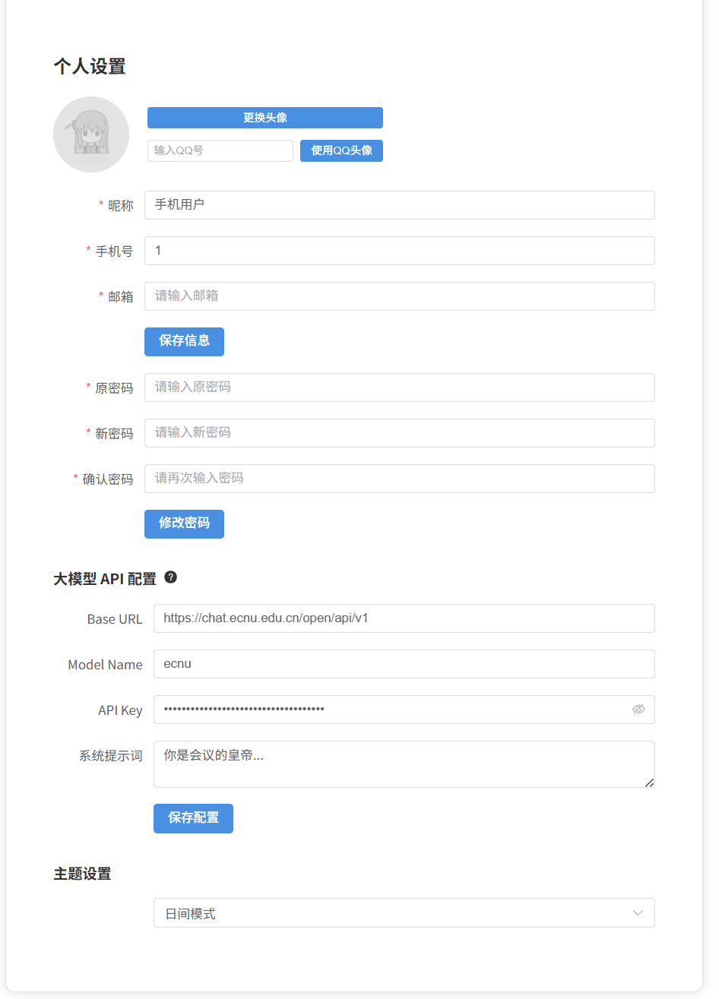 个人设置
更换头像
输入QQ号
使用QQ头像
* 昵称 手机用户
* 手机号 1
* 邮箱 请输入邮箱
保存信息
* 原密码 请输入原密码
* 新密码 请输入新密码
* 确认密码 请再次输入密码
修改密码
大模型 API 配置 ?
Base URL https://chat.ecnu.edu.cn/open/api/v1
Model Name ecnu
API Key ••••••••••••••••••••••••••••••••••••
系统提示词 你是会议的皇帝...
保存配置
主题设置
日间模式